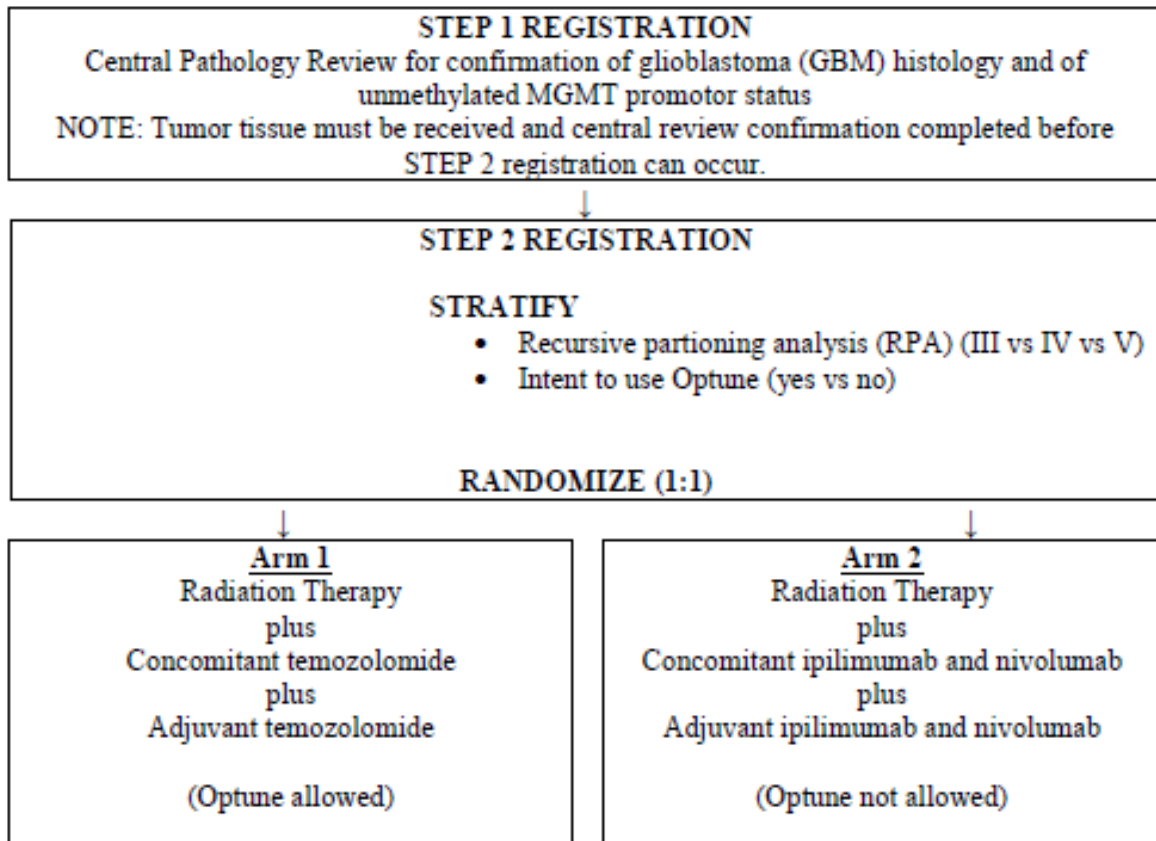 STEP 1 REGISTRATION
Central Pathology Review for confirmation of glioblastoma (GBM) histology and of
unmethylated MGMT promotor status
NOTE: Tumor tissue must be received and central review confirmation completed before
STEP 2 registration can occur.
↓
STEP 2 REGISTRATION
STRATIFY
• Recursive partioning analysis (RPA) (III vs IV vs V)
• Intent to use Optune (yes vs no)
RANDOMIZE (1:1)
↓ ↓
Arm 1
Radiation Therapy
plus
Concomitant temozolomide
plus
Adjuvant temozolomide
(Optune allowed)
Arm 2
Radiation Therapy
plus
Concomitant ipilimumab and nivolumab
plus
Adjuvant ipilimumab and nivolumab
(Optune not allowed)